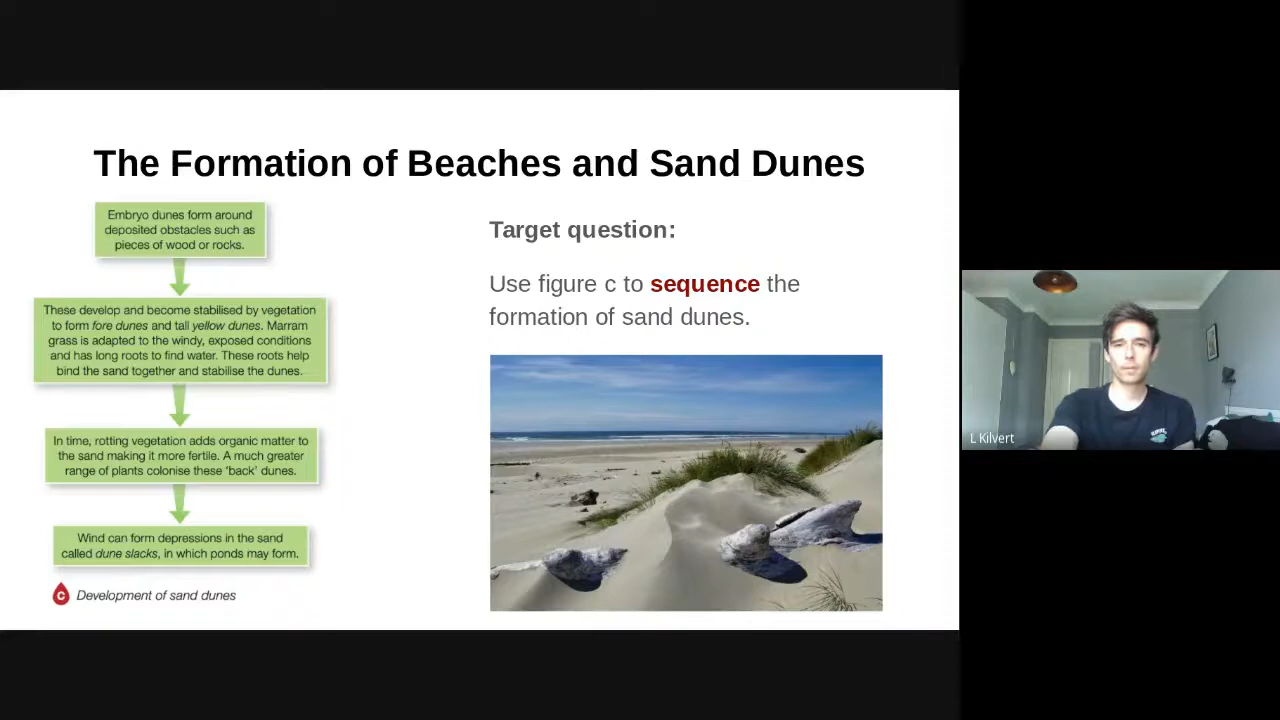 The Formation of Beaches and Sand Dunes
Embryo dunes form around
deposited obstacles such as
pieces of wood or rocks.
These develop and become stabilised by vegetation
to form fore dunes and tall yellow dunes. Marram
grass is adapted to the windy, exposed conditions
and has long roots to find water. These roots help
bind the sand together and stabilise the dunes.
In time, rotting vegetation adds organic matter to
the sand making it more fertile. A much greater
range of plants colonise these ‘back’ dunes.
Wind can form depressions in the sand
called dune slacks, in which ponds may form.
C Development of sand dunes
Target question:
Use figure c to sequence the
formation of sand dunes.
L Kilvert